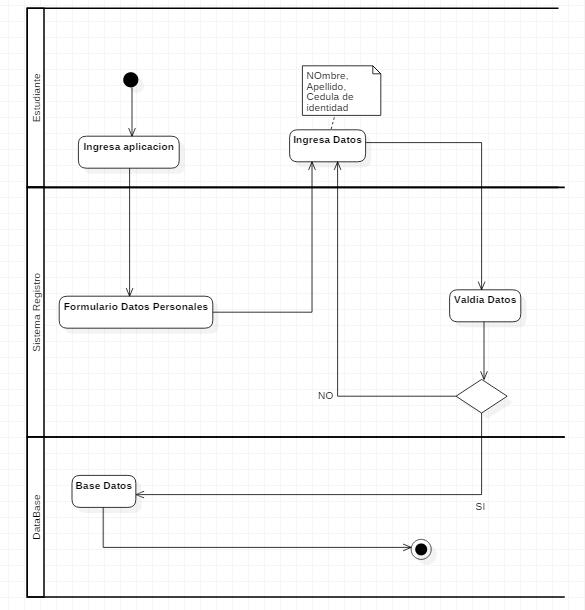 Estudiante
NOmbre,
Apellido,
Cedula de
identidad
Ingresa aplicacion
Ingresa Datos
Sistema Registro
Formulario Datos Personales
Valdia Datos
NO
DataBase
Base Datos
SI